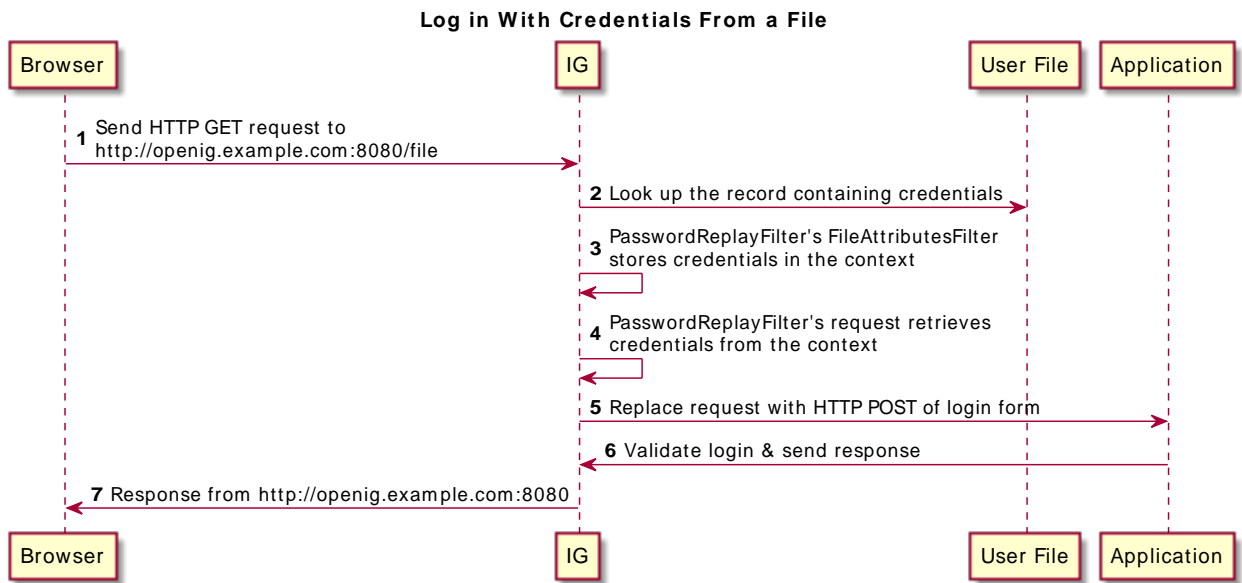 Log in With Credentials From a File
Browser
IG
User File
Application
1 Send HTTP GET request to
http://openig.example.com:8080/file
2 Look up the record containing credentials
3 PasswordReplayFilter's FileAttributesFilter
stores credentials in the context
4 PasswordReplayFilter's request retrieves
credentials from the context
5 Replace request with HTTP POST of login form
6 Validate login & send response
7 Response from http://openig.example.com:8080
Browser
IG
User File
Application